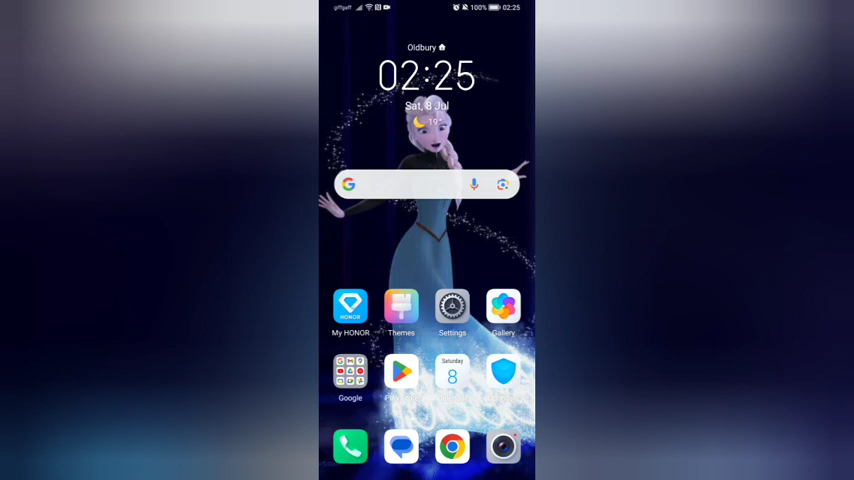 giffgaff 100% 02:25
Oldbury
02:25
Sat, 8 Jul
19°
HONOR
My HONOR Themes Settings Gallery
Saturday
8
Google